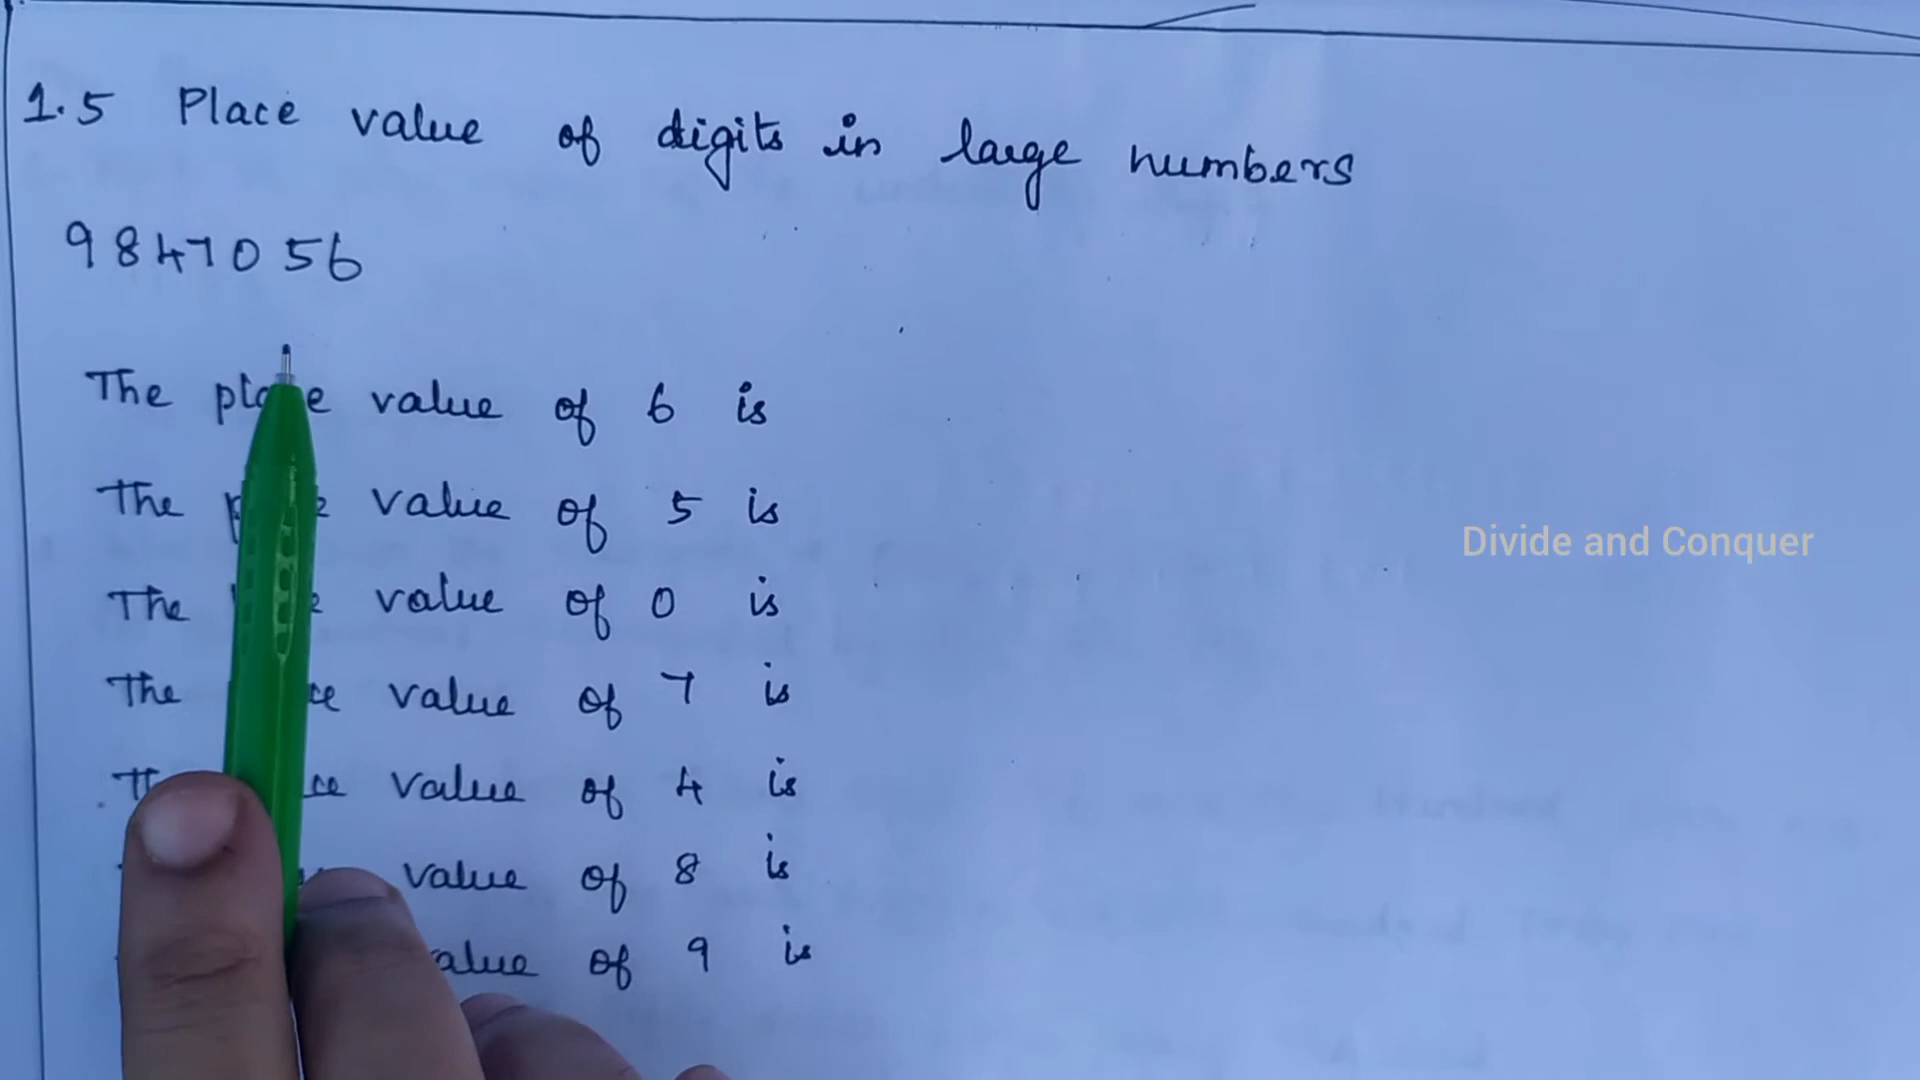 1.5 Place value of digits in large numbers
9847056
The place value of 6 is
The value of 5 is
The value of 0 is
The value of 7 is
value of 4 is
value of 8 is
value of 9 is
Divide and Conquer